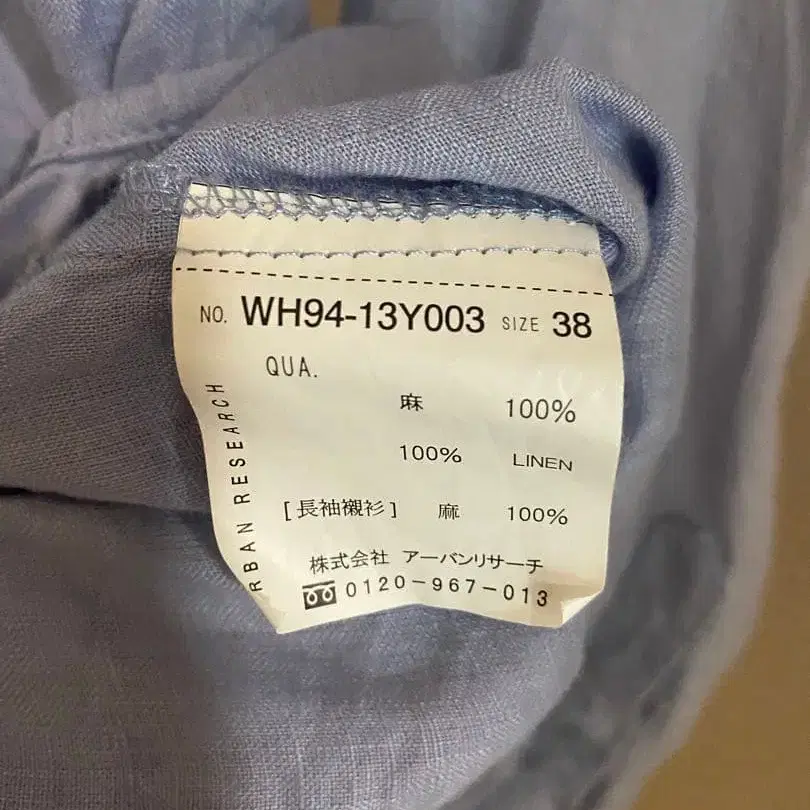 NO. WH94-13Y003 SIZE 38
QUA.
麻 100%
100% LINEN
[長袖襯衫] 麻 100%
株式会社 アーバンリサーチ
0120-967-013
RBAN RESEARCH